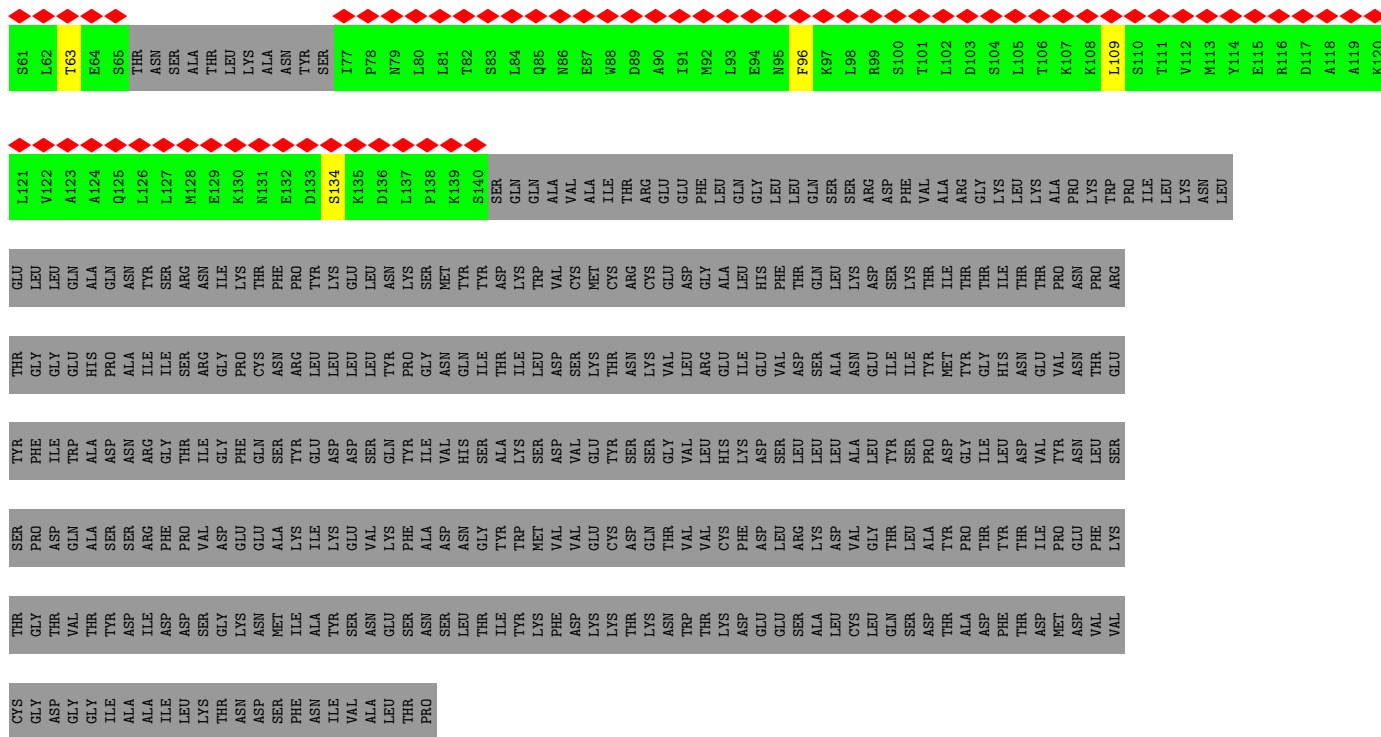 S61 L62 T63 E64 S65 THR ASN SER ALA THR LEU LYS ALA ASN TYR SER I77 P78 N79 L80 L81 T82 S83 L84 Q85 N86 E87 W88 D89 A90 I91 M92 L93 E94 N95 F96 K97 L98 R99 S100 T101 L102 D103 S104 L105 T106 K107 K108 L109 S110 T111 V112 M113 Y114 E115 R116 D117 A118 A119 K120
L121 V122 A123 A124 Q125 L126 L127 M128 E129 K130 N131 E132 D133 S134 K135 D136 L137 P138 K139 S140 SER GLN GLN ALA VAL ALA ILE THR ARG GLU GLU PHE LEU GLN GLY LEU LEU GLN SER SER ARG ASP PHE VAL ALA ARG GLY LYS LEU LYS ALA PRO LYS TRP PRO ILE LEU LYS ASN LEU
GLU LEU LEU GLN ALA GLN ASN TYR SER ARG ASN ILE LYS THR PHE PRO TYR LYS GLU LEU ASN LYS SER MET TYR TYR ASP LYS TRP VAL CYS MET CYS ARG CYS GLU ASP GLY ALA LEU HIS PHE THR GLN LEU LYS ASP SER LYS THR ILE THR THR ILE THR THR PRO ASN PRO ARG
THR GLY GLY GLU HIS PRO ALA ILE ILE SER ARG GLY PRO CYS ASN ARG LEU LEU LEU LEU TYR PRO GLY ASN GLN ILE THR ILE LEU ASP SER LYS THR ASN LYS VAL LEU ARG GLU ILE GLU VAL ASP SER ALA ASN GLU ILE ILE TYR MET TYR GLY HIS ASN GLU VAL ASN THR GLU
TYR PHE ILE TRP ALA ASP ASN ARG GLY THR ILE GLY PHE GLN SER TYR GLU ASP ASP SER GLN TYR ILE VAL HIS SER ALA LYS SER ASP VAL GLU TYR SER SER GLY VAL LEU HIS LYS ASP SER LEU LEU LEU ALA LEU TYR SER PRO ASP GLY ILE LEU ASP VAL TYR ASN LEU SER
SER PRO ASP GLN ALA SER SER ARG PHE PRO VAL ASP GLU GLU ALA LYS ILE LYS GLU VAL LYS PHE ALA ASP ASN GLY TYR TRP MET VAL VAL GLU CYS ASP GLN THR VAL VAL CYS PHE ASP LEU ARG LYS ASP VAL GLY THR LEU ALA TYR PRO THR TYR THR ILE PRO GLU PHE LYS
THR GLY THR VAL THR TYR ASP ILE ASP ASP SER GLY LYS ASN MET ILE ALA TYR SER ASN GLU SER ASN SER LEU THR ILE TYR LYS PHE ASP LYS LYS THR LYS ASN TRP THR LYS ASP GLU GLU SER ALA LEU CYS LEU GLN SER ASP THR ALA ASP PHE THR ASP MET ASP VAL VAL
CYS GLY ASP GLY GLY ILE ALA ALA ILE LEU LYS THR ASN ASP SER PHE ASN ILE VAL ALA LEU THR PRO